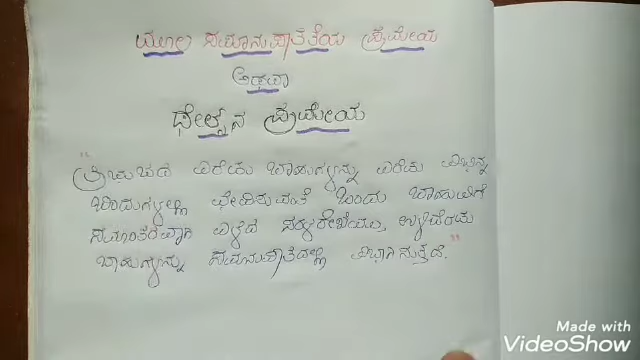 ಮೂಲ ಸಮಾನುಪಾತತೆಯ ಪ್ರಮೇಯ
ಅಥವಾ
ಥೇಲ್ಸ್‌ನ ಪ್ರಮೇಯ
"ತ್ರಿಭುಜದ ಎರಡು ಬಾಹುಗಳನ್ನು ಎರಡು ವಿಭಿನ್ನ
ಬಿಂದುಗಳಲ್ಲಿ ಛೇದಿಸುವಂತೆ ಒಂದು ಬಾಹುವಿಗೆ
ಸಮಾಂತರವಾಗಿ ಎಳೆದ ಸರಳರೇಖೆಯು, ಉಳಿದೆರಡು
ಬಾಹುಗಳನ್ನು ಸಮಾನುಪಾತದಲ್ಲಿ ವಿಭಾಗಿಸುತ್ತದೆ."
Made with
VideoShow